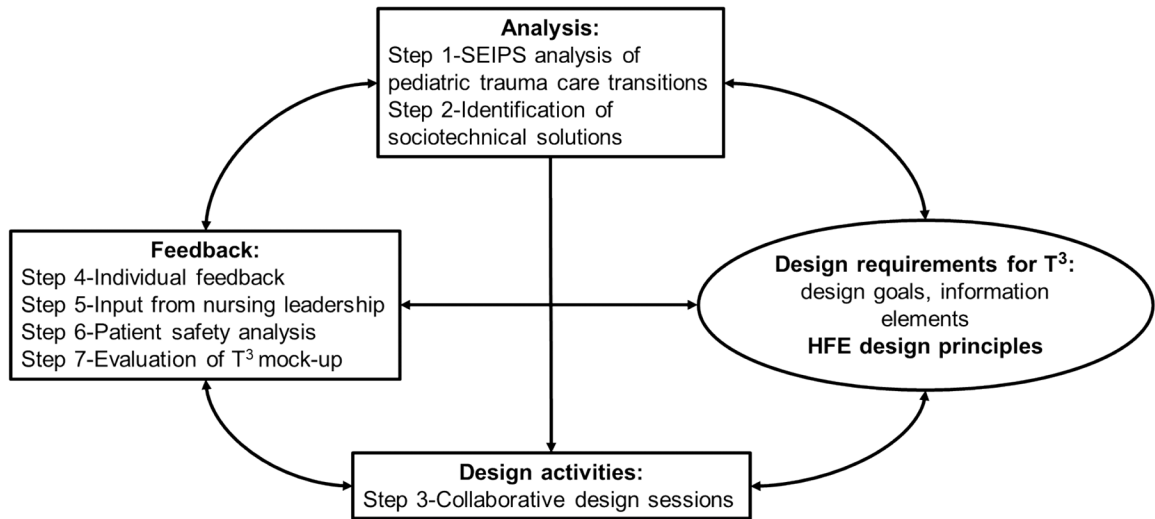 Analysis:
Step 1-SEIPS analysis of
pediatric trauma care transitions
Step 2-Identification of
sociotechnical solutions
Feedback:
Step 4-Individual feedback
Step 5-Input from nursing leadership
Step 6-Patient safety analysis
Step 7-Evaluation of T³ mock-up
Design requirements for T³:
design goals, information
elements
HFE design principles
Design activities:
Step 3-Collaborative design sessions